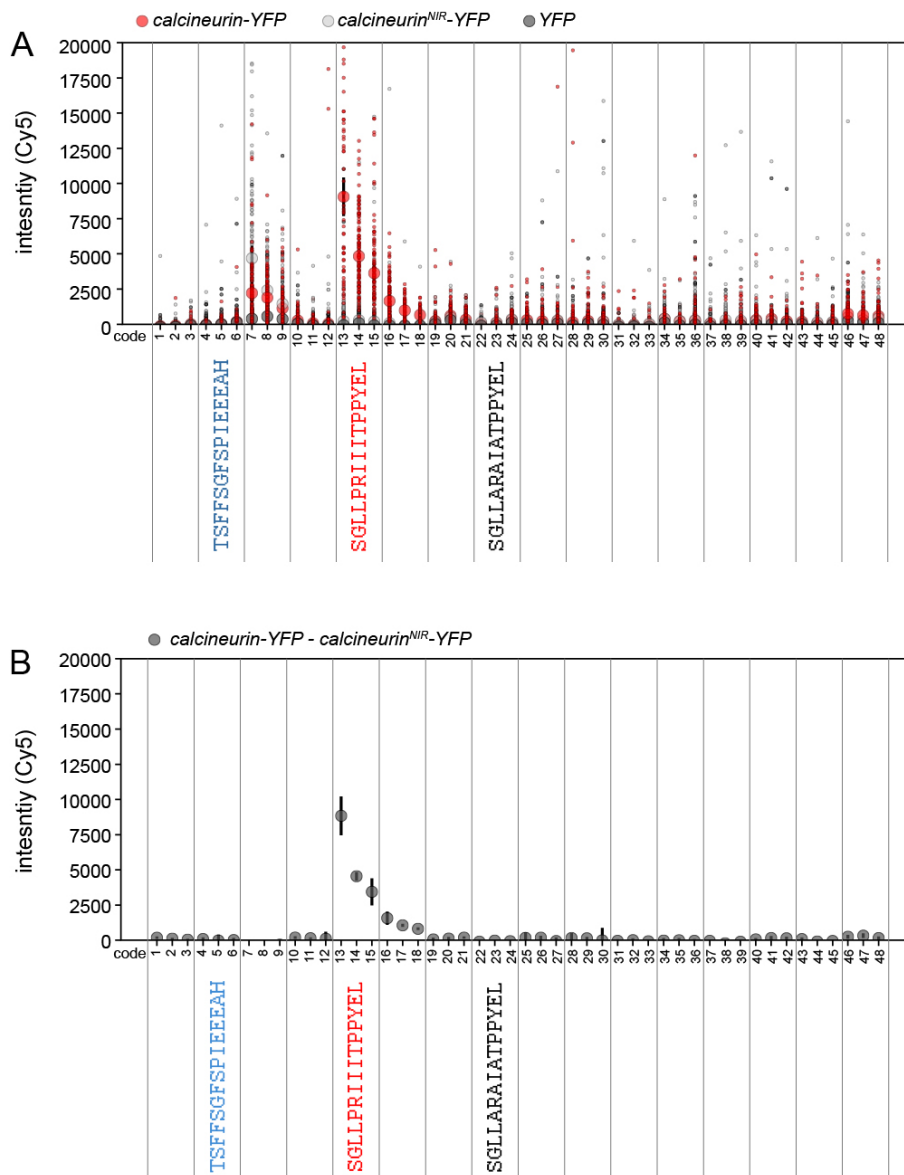 calcineurin-YFP calcineurinNIR-YFP YFP
A
20000
17500
15000
12500
10000
7500
5000
2500
0
intesntiy (Cy5)
code 1 2 3 4 5 6 7 8 9 10 11 12 13 14 15 16 17 18 19 20 21 22 23 24 25 26 27 28 29 30 31 32 33 34 35 36 37 38 39 40 41 42 43 44 45 46 47 48
TSFFSGFSPIEEEAH
SGLLPRIIITPPYEL
SGLLARAIATPPYEL
B
calcineurin-YFP - calcineurinNIR-YFP
20000
17500
15000
12500
10000
7500
5000
2500
0
intesntiy (Cy5)
code 1 2 3 4 5 6 7 8 9 10 11 12 13 14 15 16 17 18 19 20 21 22 23 24 25 26 27 28 29 30 31 32 33 34 35 36 37 38 39 40 41 42 43 44 45 46 47 48
TSFFSGFSPIEEEAH
SGLLPRIIITPPYEL
SGLLARAIATPPYEL